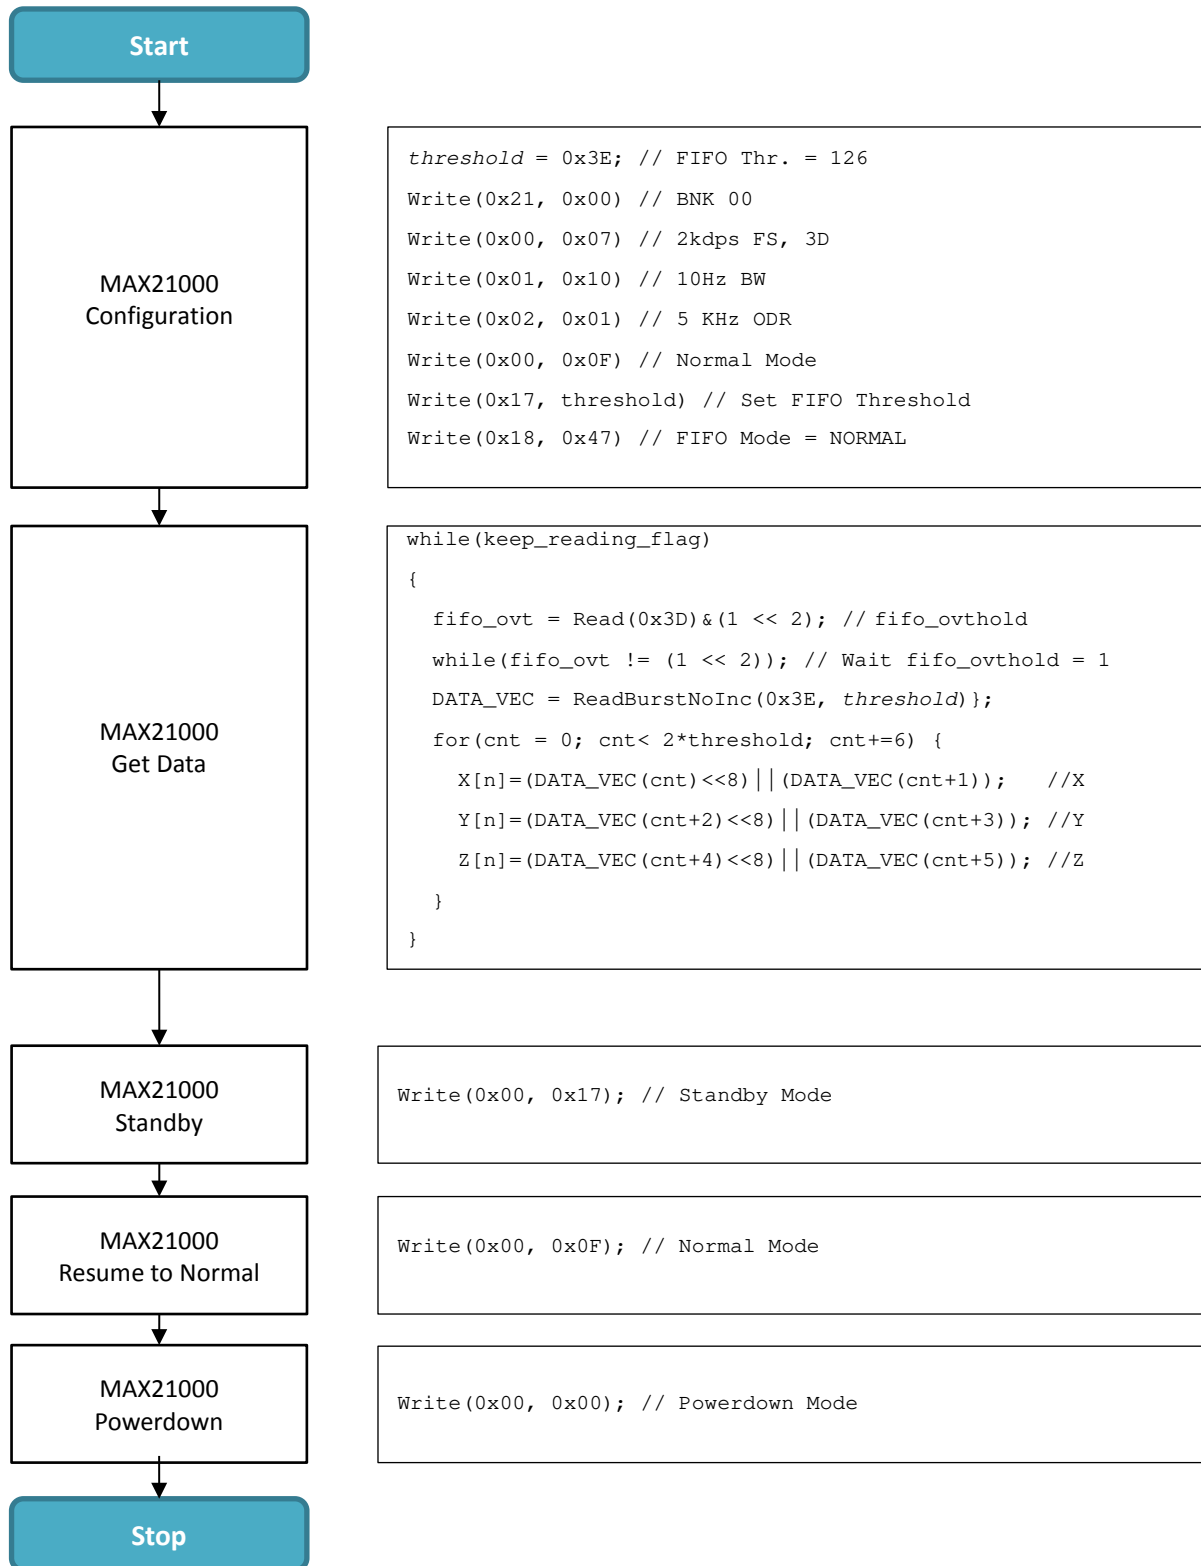 Start
MAX21000
Configuration
threshold = 0x3E; // FIFO Thr. = 126
Write(0x21, 0x00) // BNK 00
Write(0x00, 0x07) // 2kdps FS, 3D
Write(0x01, 0x10) // 10Hz BW
Write(0x02, 0x01) // 5 KHz ODR
Write(0x00, 0x0F) // Normal Mode
Write(0x17, threshold) // Set FIFO Threshold
Write(0x18, 0x47) // FIFO Mode = NORMAL
MAX21000
Get Data
while(keep_reading_flag)
{
fifo_ovt = Read(0x3D)&(1 << 2); // fifo_ovthold
while(fifo_ovt != (1 << 2)); // Wait fifo_ovthold = 1
DATA_VEC = ReadBurstNoInc(0x3E, threshold)};
for(cnt = 0; cnt< 2*threshold; cnt+=6) {
X[n]=(DATA_VEC(cnt)<<8)||(DATA_VEC(cnt+1)); //X
Y[n]=(DATA_VEC(cnt+2)<<8)||(DATA_VEC(cnt+3)); //Y
Z[n]=(DATA_VEC(cnt+4)<<8)||(DATA_VEC(cnt+5)); //Z
}
}
MAX21000
Standby
Write(0x00, 0x17); // Standby Mode
MAX21000
Resume to Normal
Write(0x00, 0x0F); // Normal Mode
MAX21000
Powerdown
Write(0x00, 0x00); // Powerdown Mode
Stop